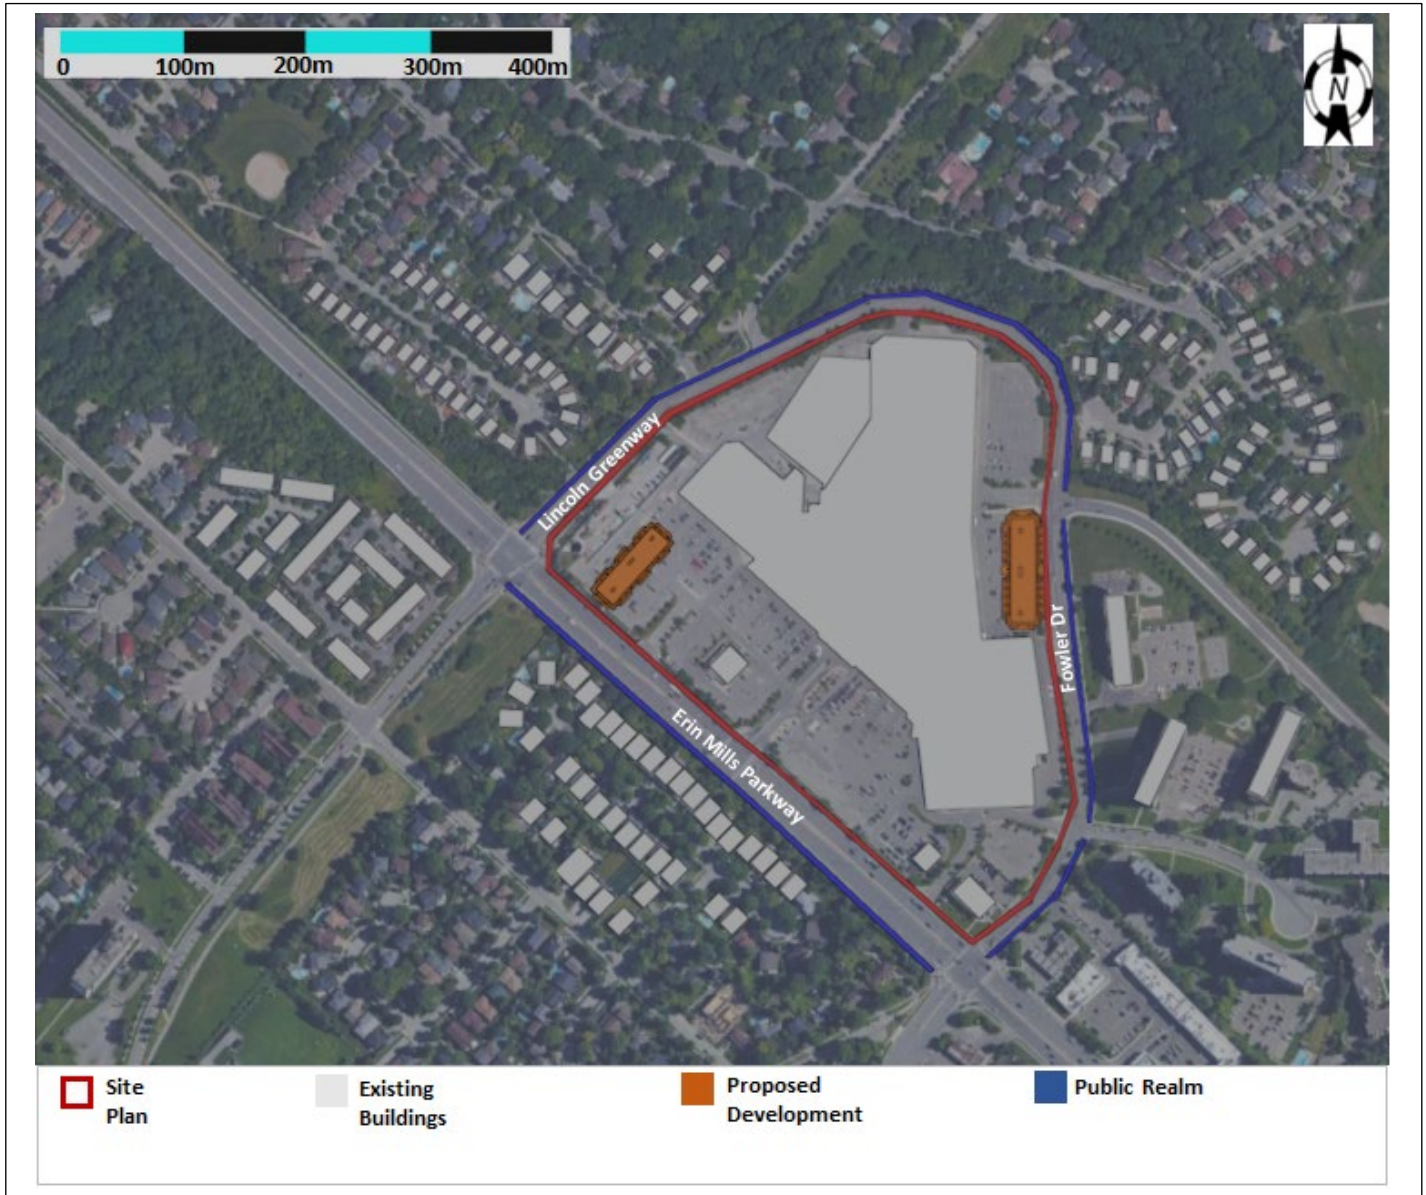 0 100m 200m 300m 400m
N
Lincoln Greenway
Fowler Dr
Erin Mills Parkway
Site
Plan
Existing
Buildings
Proposed
Development
Public Realm